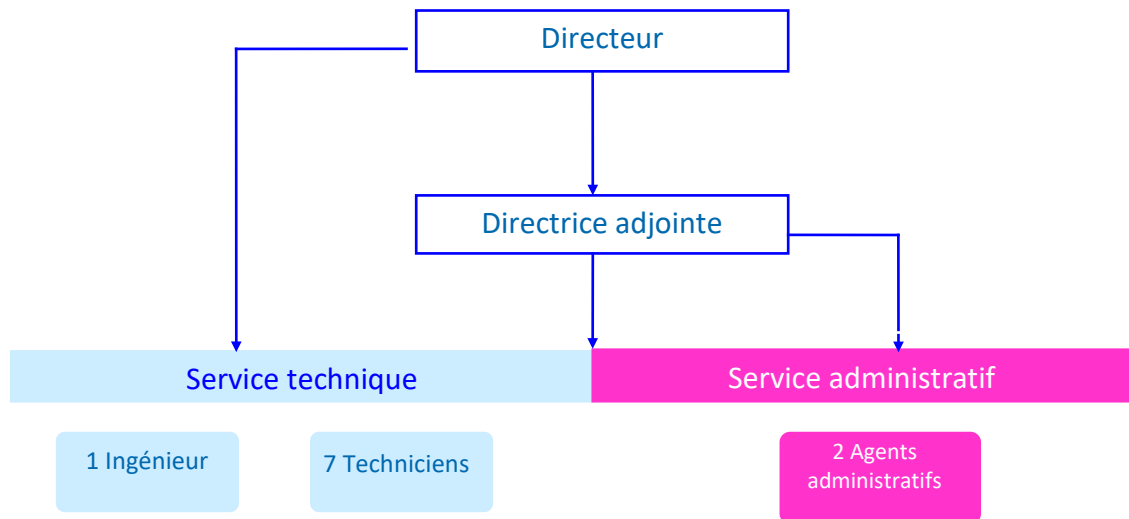 Directeur
Directrice adjointe
Service technique
Service administratif
1 Ingénieur
7 Techniciens
2 Agents
administratifs